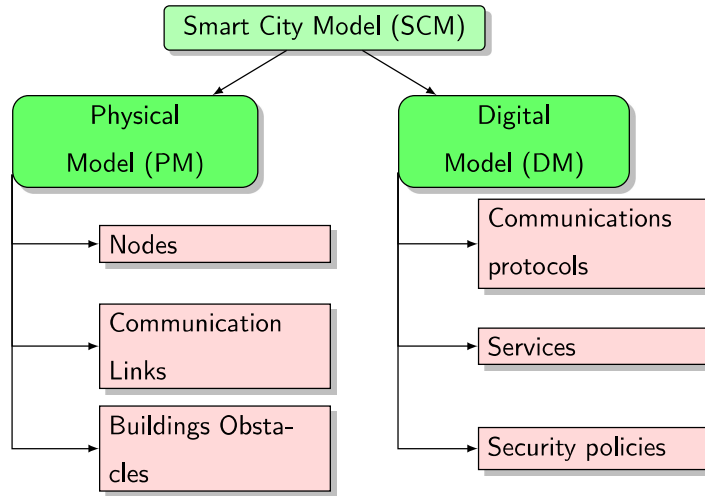 Smart City Model (SCM)
Physical
Model (PM)
Digital
Model (DM)
Nodes
Communication
Links
Buildings Obsta-
cles
Communications
protocols
Services
Security policies